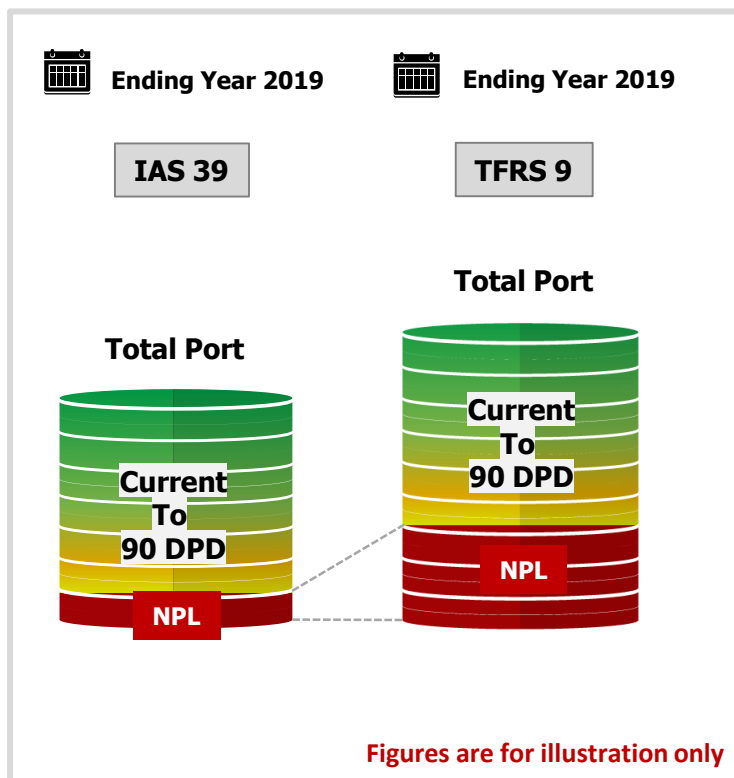 Ending Year 2019
Ending Year 2019
IAS 39
TFRS 9
Total Port
Total Port
Current
To
90 DPD
NPL
Current
To
90 DPD
NPL
Figures are for illustration only